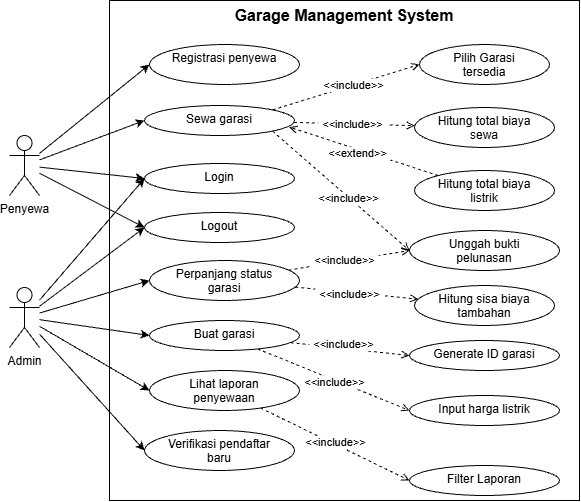 Garage Management System
Registrasi penyewa
Pilih Garasi
tersedia
<<include>>
Sewa garasi
<<include>>
Hitung total biaya
sewa
<<extend>>
Penyewa
Login
Hitung total biaya
listrik
<<include>>
Logout
Unggah bukti
pelunasan
<<include>>
Perpanjang status
garasi
<<include>>
Hitung sisa biaya
tambahan
Admin
Buat garasi
<<include>>
Generate ID garasi
Lihat laporan
penyewaan
<<include>>
Input harga listrik
Verifikasi pendaftar
baru
<<include>>
Filter Laporan